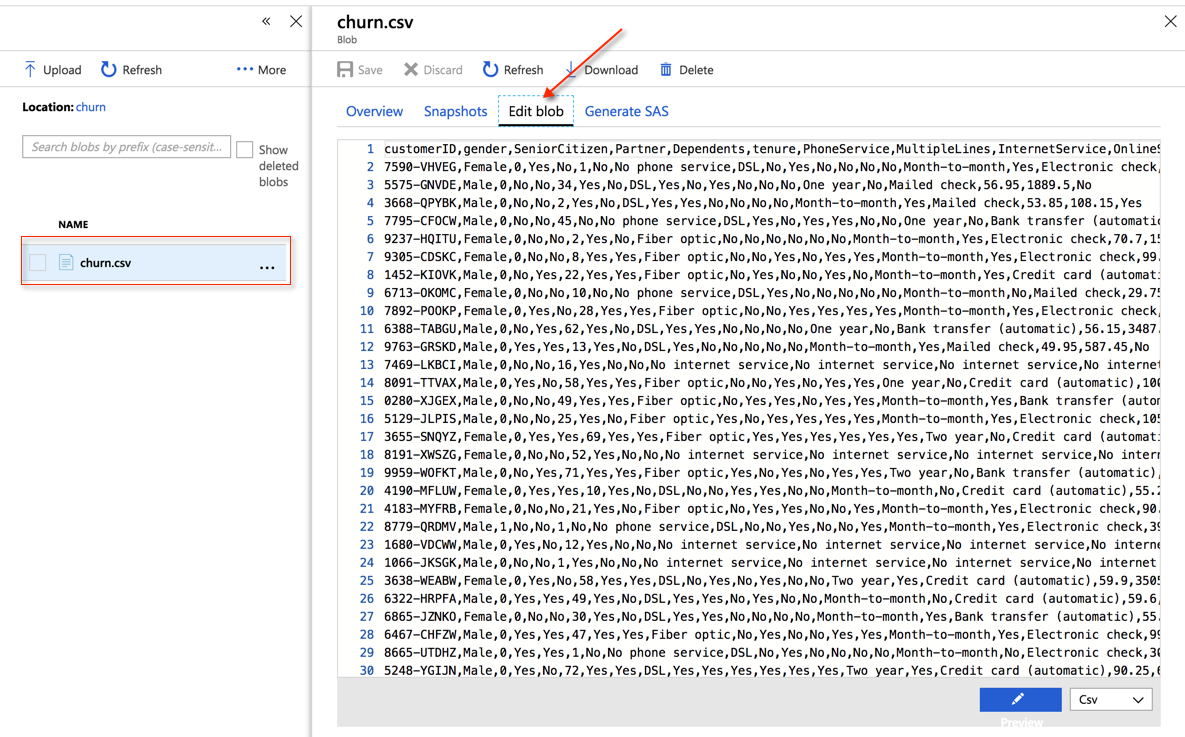 churn.csv
Blob
Upload Refresh More
Save Discard Refresh Download Delete
Location: churn
Overview Snapshots Edit blob Generate SAS
Search blobs by prefix (case-sensit...
Show deleted blobs
NAME
churn.csv ...
1 customerID,gender,SeniorCitizen,Partner,Dependents,tenure,PhoneService,MultipleLines,InternetService,OnlineS
2 7590-VHVEG,Female,0,Yes,No,1,No,No phone service,DSL,No,Yes,No,No,No,No,Month-to-month,Yes,Electronic check,
3 5575-GNVDE,Male,0,No,No,34,Yes,No,DSL,Yes,No,Yes,No,No,No,One year,No,Mailed check,56.95,1889.5,No
4 3668-QPYBK,Male,0,No,No,2,Yes,No,DSL,Yes,Yes,No,No,No,No,Month-to-month,Yes,Mailed check,53.85,108.15,Yes
5 7795-CFOCW,Male,0,No,No,45,No,No phone service,DSL,Yes,No,Yes,Yes,No,No,One year,No,Bank transfer (automatic
6 9237-HQITU,Female,0,No,No,2,Yes,No,Fiber optic,No,No,No,No,No,No,Month-to-month,Yes,Electronic check,70.7,15
7 9305-CDSKC,Female,0,No,No,8,Yes,Yes,Fiber optic,No,No,Yes,No,Yes,Yes,Month-to-month,Yes,Electronic check,99.
8 1452-KIOVK,Male,0,No,Yes,22,Yes,Yes,Fiber optic,No,Yes,No,No,Yes,No,Month-to-month,Yes,Credit card (automati
9 6713-OKOMC,Female,0,No,No,10,No,No phone service,DSL,Yes,No,No,No,No,No,Month-to-month,No,Mailed check,29.75
10 7892-POOKP,Female,0,Yes,No,28,Yes,Yes,Fiber optic,No,No,Yes,Yes,Yes,Yes,Month-to-month,Yes,Electronic check,
11 6388-TABGU,Male,0,No,Yes,62,Yes,No,DSL,Yes,Yes,No,No,No,No,One year,No,Bank transfer (automatic),56.15,3487.
12 9763-GRSKD,Male,0,Yes,Yes,13,Yes,No,DSL,Yes,No,No,No,No,No,Month-to-month,Yes,Mailed check,49.95,587.45,No
13 7469-LKBCI,Male,0,No,No,16,Yes,No,No,No internet service,No internet service,No internet service,No internet
14 8091-TTVAX,Male,0,Yes,No,58,Yes,Yes,Fiber optic,No,No,Yes,No,Yes,Yes,One year,No,Credit card (automatic),100
15 0280-XJGEX,Male,0,No,No,49,Yes,Yes,Fiber optic,No,Yes,Yes,No,Yes,Yes,Month-to-month,Yes,Bank transfer (autom
16 5129-JLPIS,Male,0,No,No,25,Yes,No,Fiber optic,Yes,No,Yes,Yes,Yes,Yes,Month-to-month,Yes,Electronic check,105
17 3655-SNQYZ,Female,0,Yes,Yes,69,Yes,Yes,Fiber optic,Yes,Yes,Yes,Yes,Yes,Yes,Two year,No,Credit card (automati
18 8191-XWSZG,Female,0,No,No,52,Yes,No,No,No internet service,No internet service,No internet service,No intern
19 9959-WOFKT,Male,0,No,Yes,71,Yes,Yes,Fiber optic,Yes,No,Yes,No,Yes,Yes,Two year,No,Bank transfer (automatic),
20 4190-MFLUW,Female,0,Yes,Yes,10,Yes,No,DSL,No,No,Yes,Yes,No,No,Month-to-month,No,Credit card (automatic),55.2
21 4183-MYFRB,Female,0,No,No,21,Yes,No,Fiber optic,No,Yes,Yes,No,No,Yes,Month-to-month,Yes,Electronic check,90.
22 8779-QRDMV,Male,1,No,No,1,No,No phone service,DSL,No,No,Yes,No,No,Yes,Month-to-month,Yes,Electronic check,39
23 1680-VDCWW,Male,0,Yes,No,12,Yes,No,No,No internet service,No internet service,No internet service,No interne
24 1066-JKSGK,Male,0,No,No,1,Yes,No,No,No internet service,No internet service,No internet service,No internet
25 3638-WEABW,Female,0,Yes,No,58,Yes,Yes,DSL,No,Yes,No,Yes,No,No,Two year,Yes,Credit card (automatic),59.9,3505
26 6322-HRPFA,Male,0,Yes,Yes,49,Yes,No,DSL,Yes,Yes,No,Yes,No,No,Month-to-month,No,Credit card (automatic),59.6,
27 6865-JZNKO,Female,0,No,No,30,Yes,No,DSL,Yes,Yes,No,No,No,No,Month-to-month,Yes,Bank transfer (automatic),55.
28 6467-CHFZW,Male,0,Yes,Yes,47,Yes,Yes,Fiber optic,No,Yes,No,No,Yes,Yes,Month-to-month,Yes,Electronic check,99
29 8665-UTDHZ,Male,0,Yes,Yes,1,No,No phone service,DSL,No,Yes,No,No,No,No,Month-to-month,No,Electronic check,30
30 5248-YGIJN,Male,0,Yes,No,72,Yes,Yes,DSL,Yes,Yes,Yes,Yes,Yes,Yes,Two year,Yes,Credit card (automatic),90.25,6
Csv
Preview